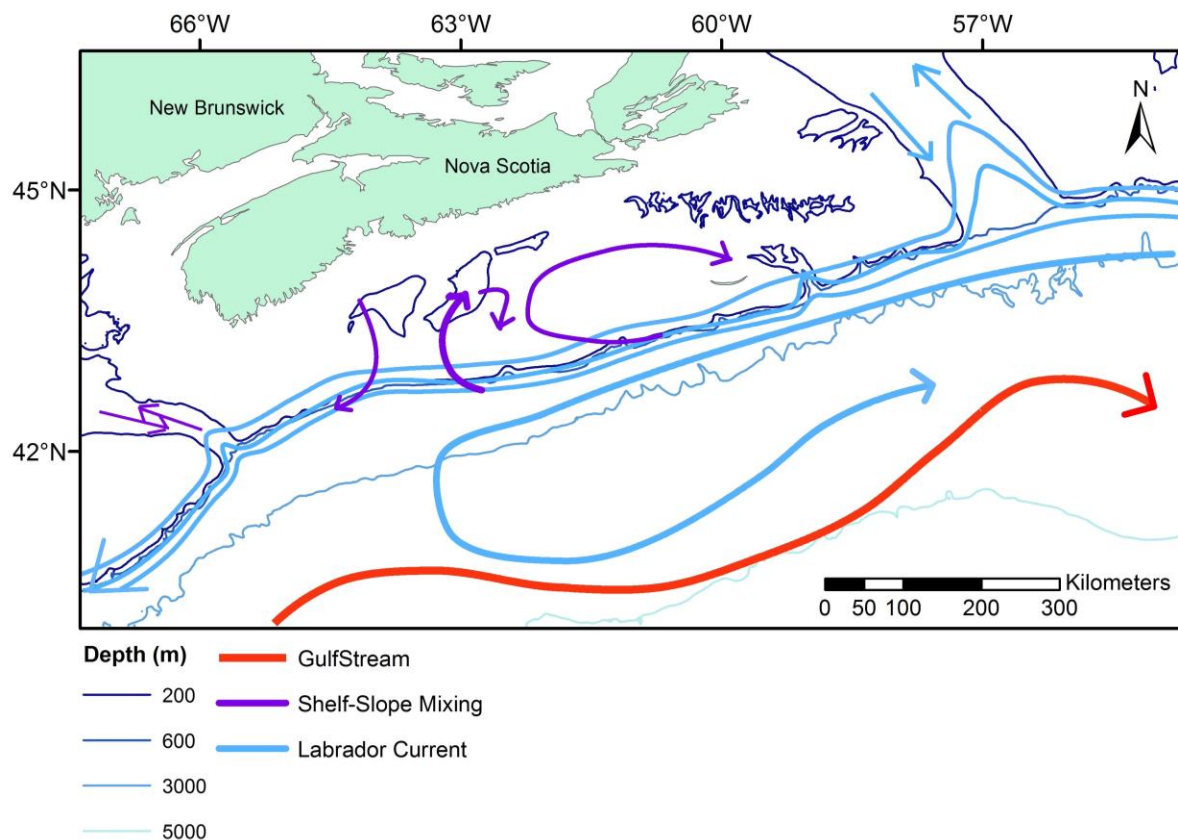 66°W 63°W 60°W 57°W
New Brunswick
N
Nova Scotia
45°N
42°N
Kilometers
0 50 100 200 300
Depth (m)
200
600
3000
5000
GulfStream
Shelf-Slope Mixing
Labrador Current